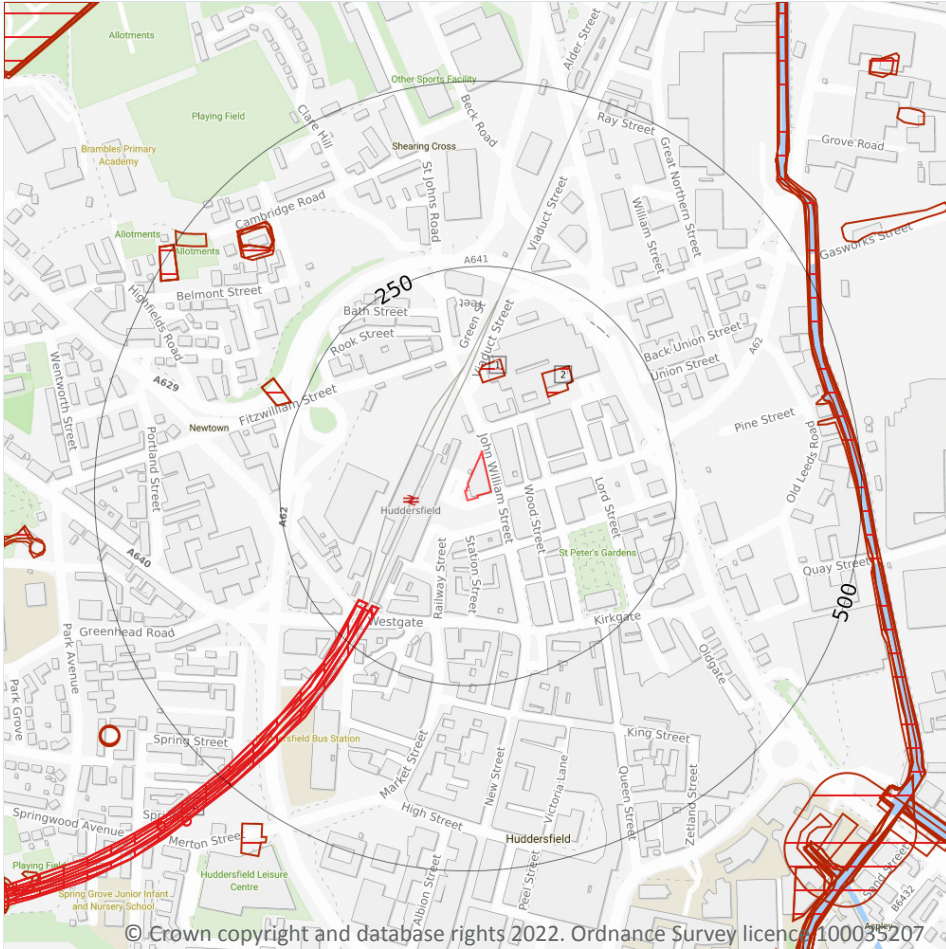 Allotments
Alder Street
Other Sports Facility
Playing Field
Clare Hill
Beck Road
Ray Street
Grove Road
Shearing Cross
Brambles Primary
Academy
St Johns Road
Great Northern Street
Cambridge Road
Viaduct Street
William Street
Allotments
Allotments
Gasworks Street
A641
Belmont Street
250
Highfields Road
Bath Street
Green St
Viaduct Street
Rook Street
Back Union Street
A62
Union Street
1
2
Wentworth Street
A629
Fitzwilliam Street
Newtown
Pine Street
Portland Street
John William Street
Old Leeds Road
Wood Street
Lord Street
Huddersfield
A62
A640
Railway Street
Station Street
St Peter's Gardens
Quay Street
500
Westgate
Kirkgate
Greenhead Road
Park Avenue
Oldgate
Park Grove
Spring Street
King Street
Market Street
New Street
Victoria Lane
Queen Street
Zetland Street
Springwood Avenue
Merton Street
High Street
Huddersfield
Playing Field
Huddersfield Leisure
Centre
Spring Grove Junior Infant
and Nursery School
Albion Street
Peel Street
B6432
Aspley
© Crown copyright and database rights 2022. Ordnance Survey licence 100035207.